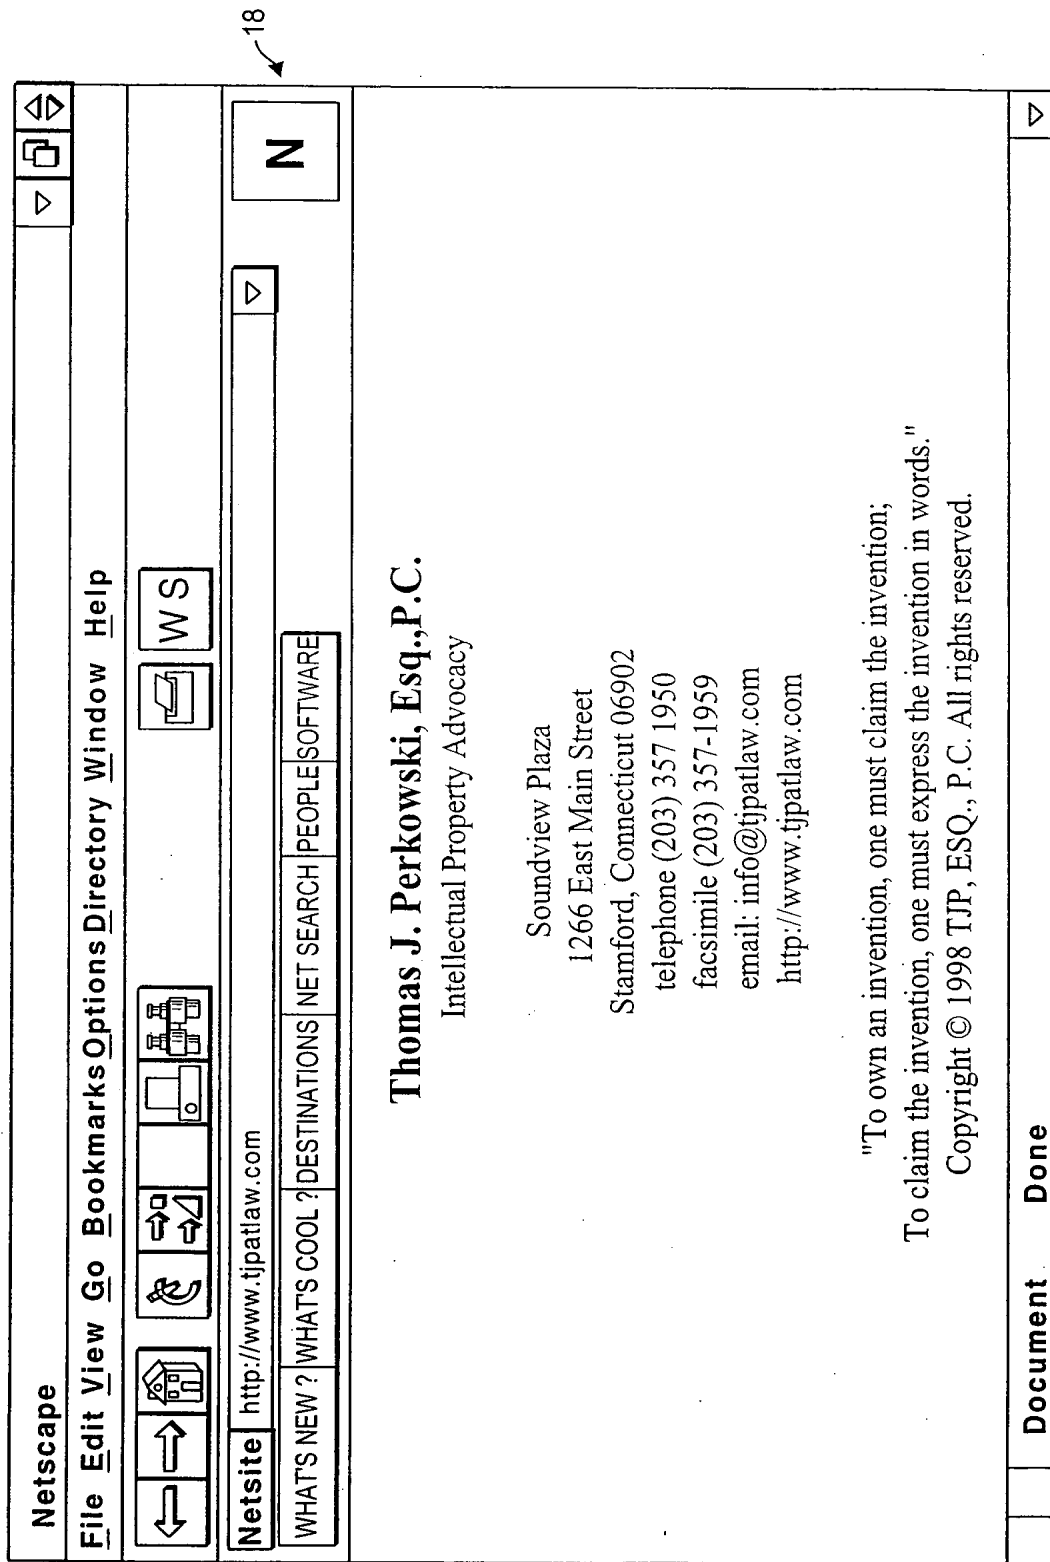 Netscape
File Edit View Go Bookmarks Options Directory Window Help
W S
Netsite http://www.tjpatlaw.com
N
18
WHAT'S NEW ? WHAT'S COOL ? DESTINATIONS NET SEARCH PEOPLE SOFTWARE
Thomas J. Perkowski, Esq.,P.C.
Intellectual Property Advocacy
Soundview Plaza
1266 East Main Street
Stamford, Connecticut 06902
telephone (203) 357 1950
facsimile (203) 357-1959
email: info@tjpatlaw.com
http://www.tjpatlaw.com
"To own an invention, one must claim the invention;
To claim the invention, one must express the invention in words."
Copyright © 1998 TJP, ESQ., P.C. All rights reserved.
Document Done